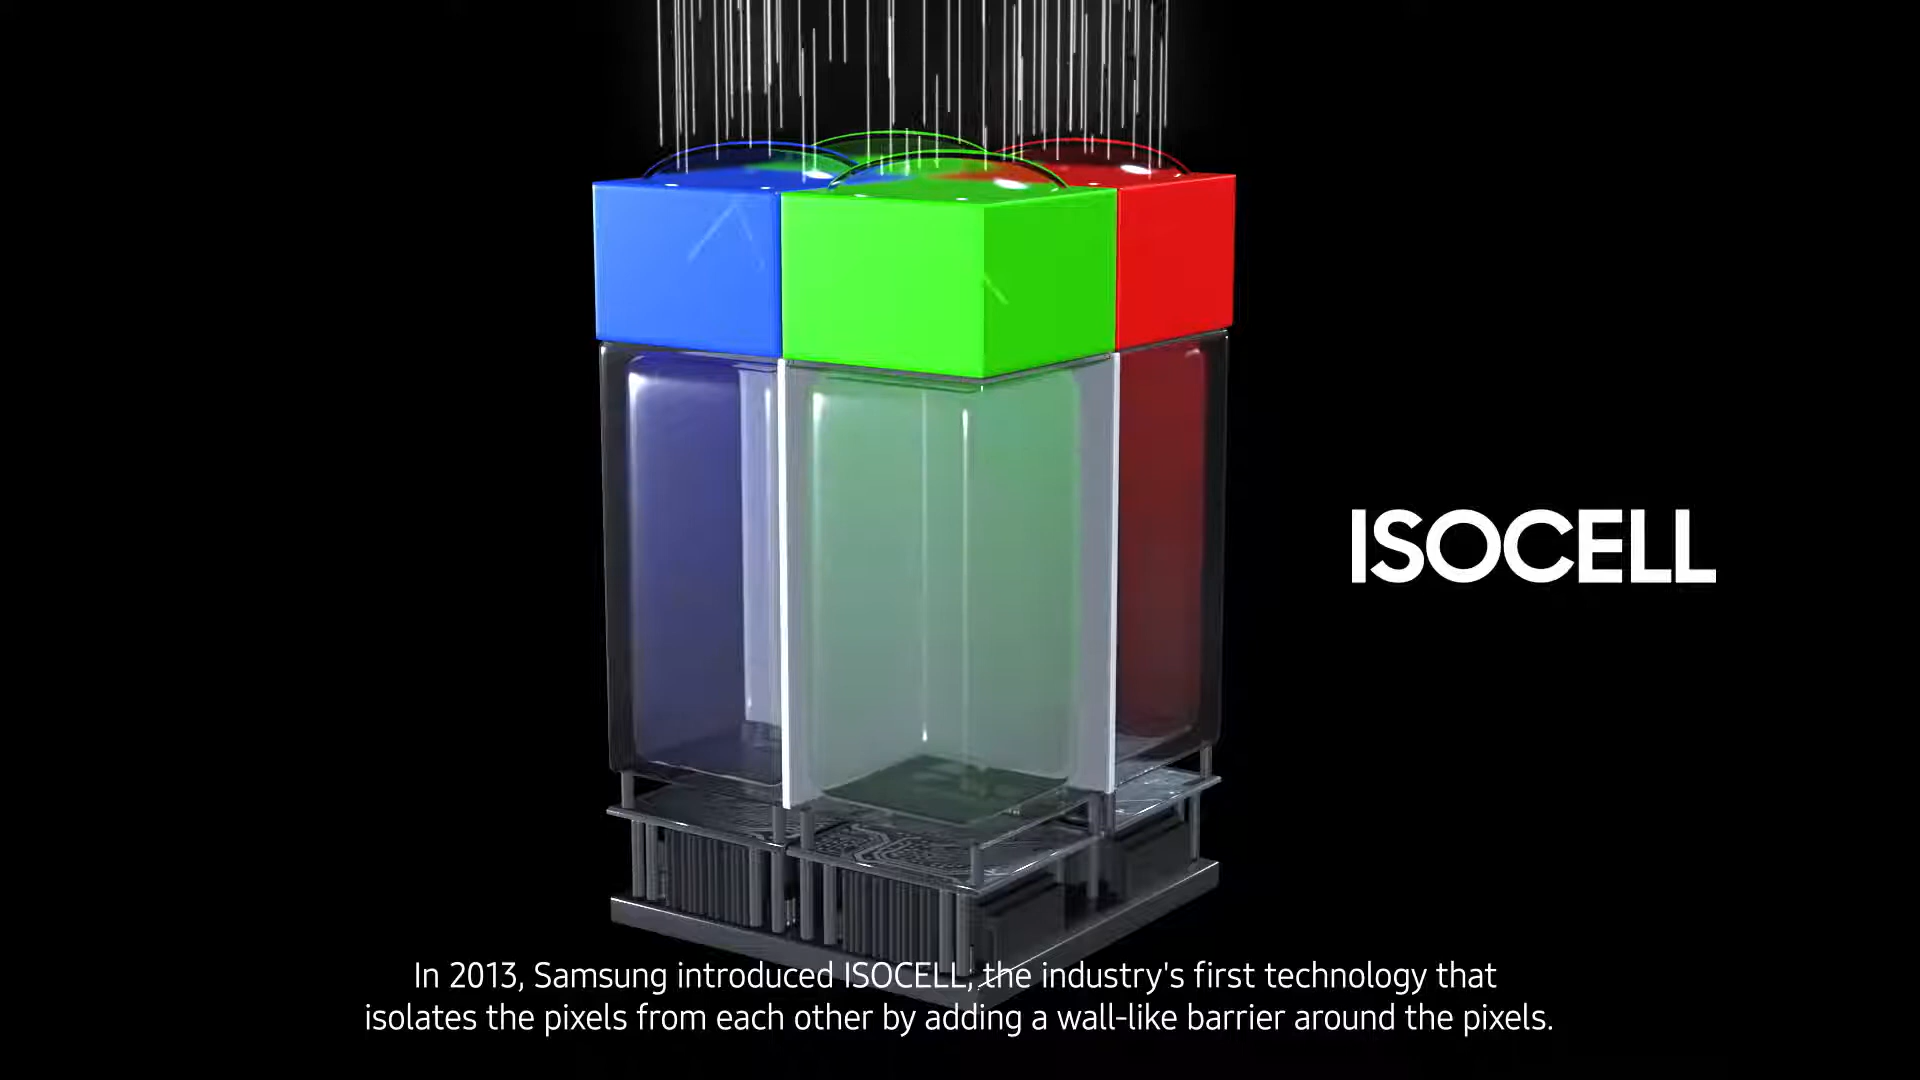 ISOCELL
In 2013, Samsung introduced ISOCELL, the industry's first technology that
isolates the pixels from each other by adding a wall-like barrier around the pixels.